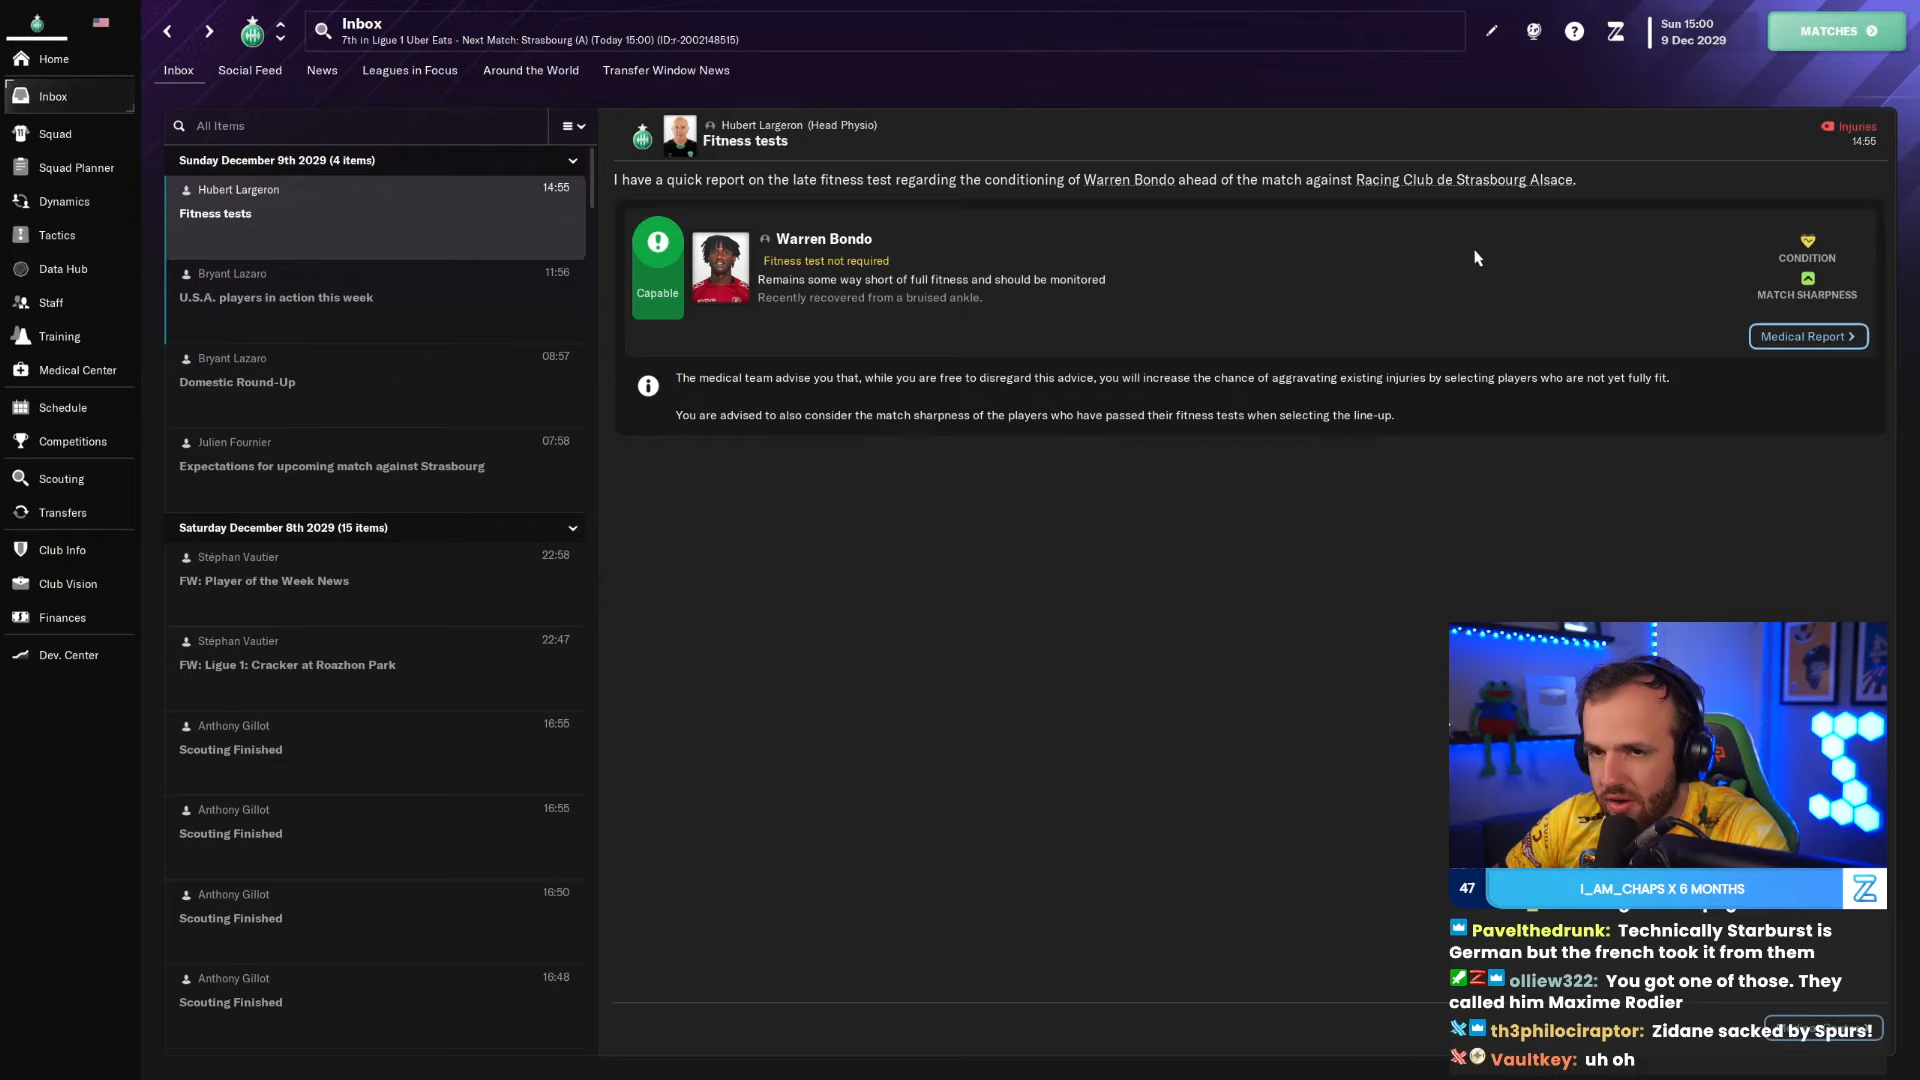 Inbox
7th in Ligue 1 Uber Eats - Next Match: Strasbourg (A) (Today 15:00) (ID:r-2002148515)
Sun 15:00
9 Dec 2029
MATCHES
Inbox
Social Feed
News
Leagues in Focus
Around the World
Transfer Window News
Home
Inbox
Squad
Squad Planner
Dynamics
Tactics
Data Hub
Staff
Training
Medical Center
Schedule
Competitions
Scouting
Transfers
Club Info
Club Vision
Finances
Dev. Center
All Items
Sunday December 9th 2029 (4 items)
Hubert Largeron 14:55
Fitness tests
Bryant Lazaro 11:56
U.S.A. players in action this week
Bryant Lazaro 08:57
Domestic Round-Up
Julien Fournier 07:58
Expectations for upcoming match against Strasbourg
Saturday December 8th 2029 (15 items)
Stéphan Vautier 22:58
FW: Player of the Week News
Stéphan Vautier 22:47
FW: Ligue 1: Cracker at Roazhon Park
Anthony Gillot 16:55
Scouting Finished
Anthony Gillot 16:55
Scouting Finished
Anthony Gillot 16:50
Scouting Finished
Anthony Gillot 16:48
Scouting Finished
Hubert Largeron (Head Physio)
Fitness tests
Injuries
14:55
I have a quick report on the late fitness test regarding the conditioning of Warren Bondo ahead of the match against Racing Club de Strasbourg Alsace.
Capable
Warren Bondo
Fitness test not required
Remains some way short of full fitness and should be monitored
Recently recovered from a bruised ankle.
CONDITION
MATCH SHARPNESS
Medical Report
The medical team advise you that, while you are free to disregard this advice, you will increase the chance of aggravating existing injuries by selecting players who are not yet fully fit.
You are advised to also consider the match sharpness of the players who have passed their fitness tests when selecting the line-up.
47
I_AM_CHAPS X 6 MONTHS
Pavelthedrunk: Technically Starburst is
German but the french took it from them
olliew322: You got one of those. They
called him Maxime Rodier
th3philociraptor: Zidane sacked by Spurs!
Vaultkey: uh oh